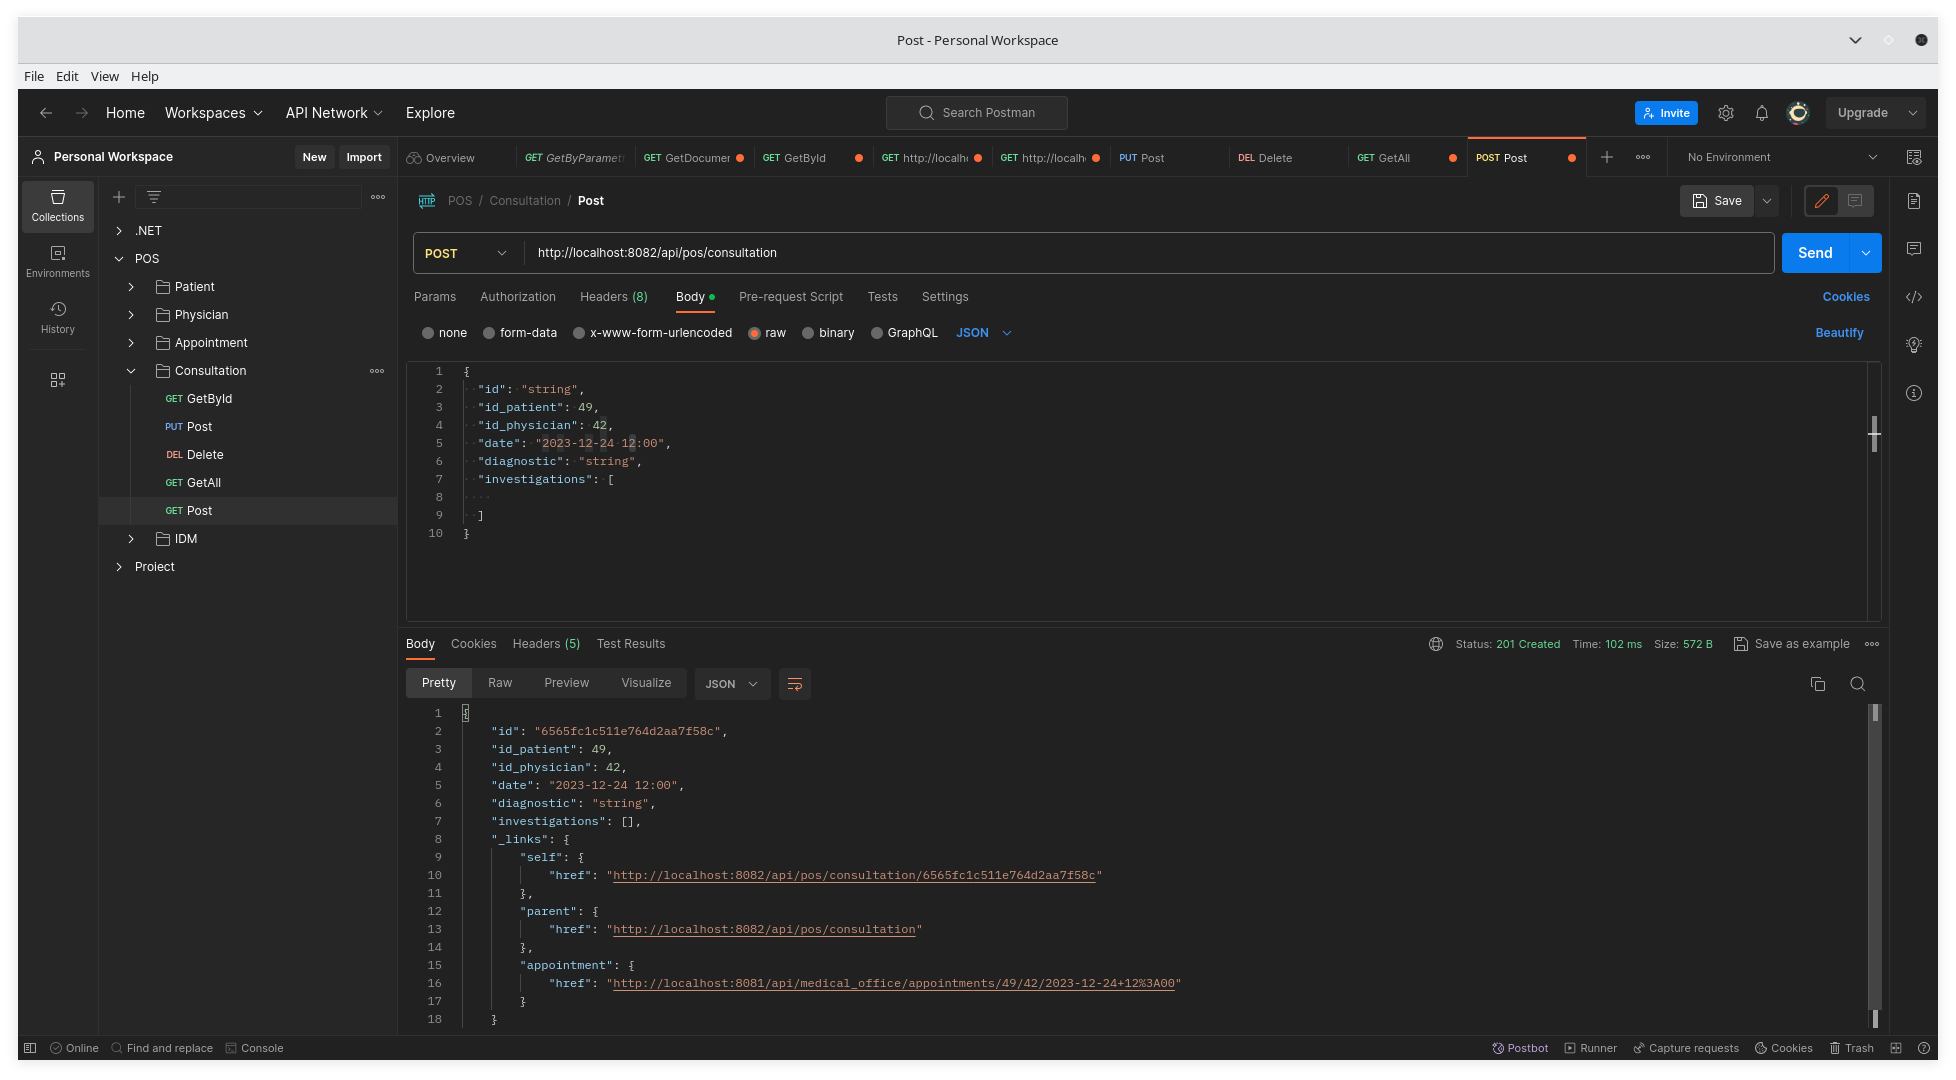 Post - Personal Workspace
File Edit View Help
Home Workspaces API Network Explore Search Postman Invite Upgrade
Personal Workspace New Import
Overview GET GetByParamet GET GetDocumer GET GetById GET http://localh GET http://localh PUT Post DEL Delete GET GetAll POST Post No Environment
Collections
Environments
History
.NET
POS
Patient
Physician
Appointment
Consultation
GET GetById
PUT Post
DEL Delete
GET GetAll
GET Post
IDM
Project
HTTP POS / Consultation / Post Save
POST http://localhost:8082/api/pos/consultation Send
Params Authorization Headers (8) Body Pre-request Script Tests Settings Cookies
none form-data x-www-form-urlencoded raw binary GraphQL JSON Beautify
1 {
2 "id": "string",
3 "id_patient": 49,
4 "id_physician": 42,
5 "date": "2023-12-24 12:00",
6 "diagnostic": "string",
7 "investigations": [
8
9 ]
10 }
Body Cookies Headers (5) Test Results Status: 201 Created Time: 102 ms Size: 572 B Save as example
Pretty Raw Preview Visualize JSON
1 {
2 "id": "6565fc1c511e764d2aa7f58c",
3 "id_patient": 49,
4 "id_physician": 42,
5 "date": "2023-12-24 12:00",
6 "diagnostic": "string",
7 "investigations": [],
8 "_links": {
9 "self": {
10 "href": "http://localhost:8082/api/pos/consultation/6565fc1c511e764d2aa7f58c"
11 },
12 "parent": {
13 "href": "http://localhost:8082/api/pos/consultation"
14 },
15 "appointment": {
16 "href": "http://localhost:8081/api/medical_office/appointments/49/42/2023-12-24+12%3A00"
17 }
18 }
Online Find and replace Console Postbot Runner Capture requests Cookies Trash